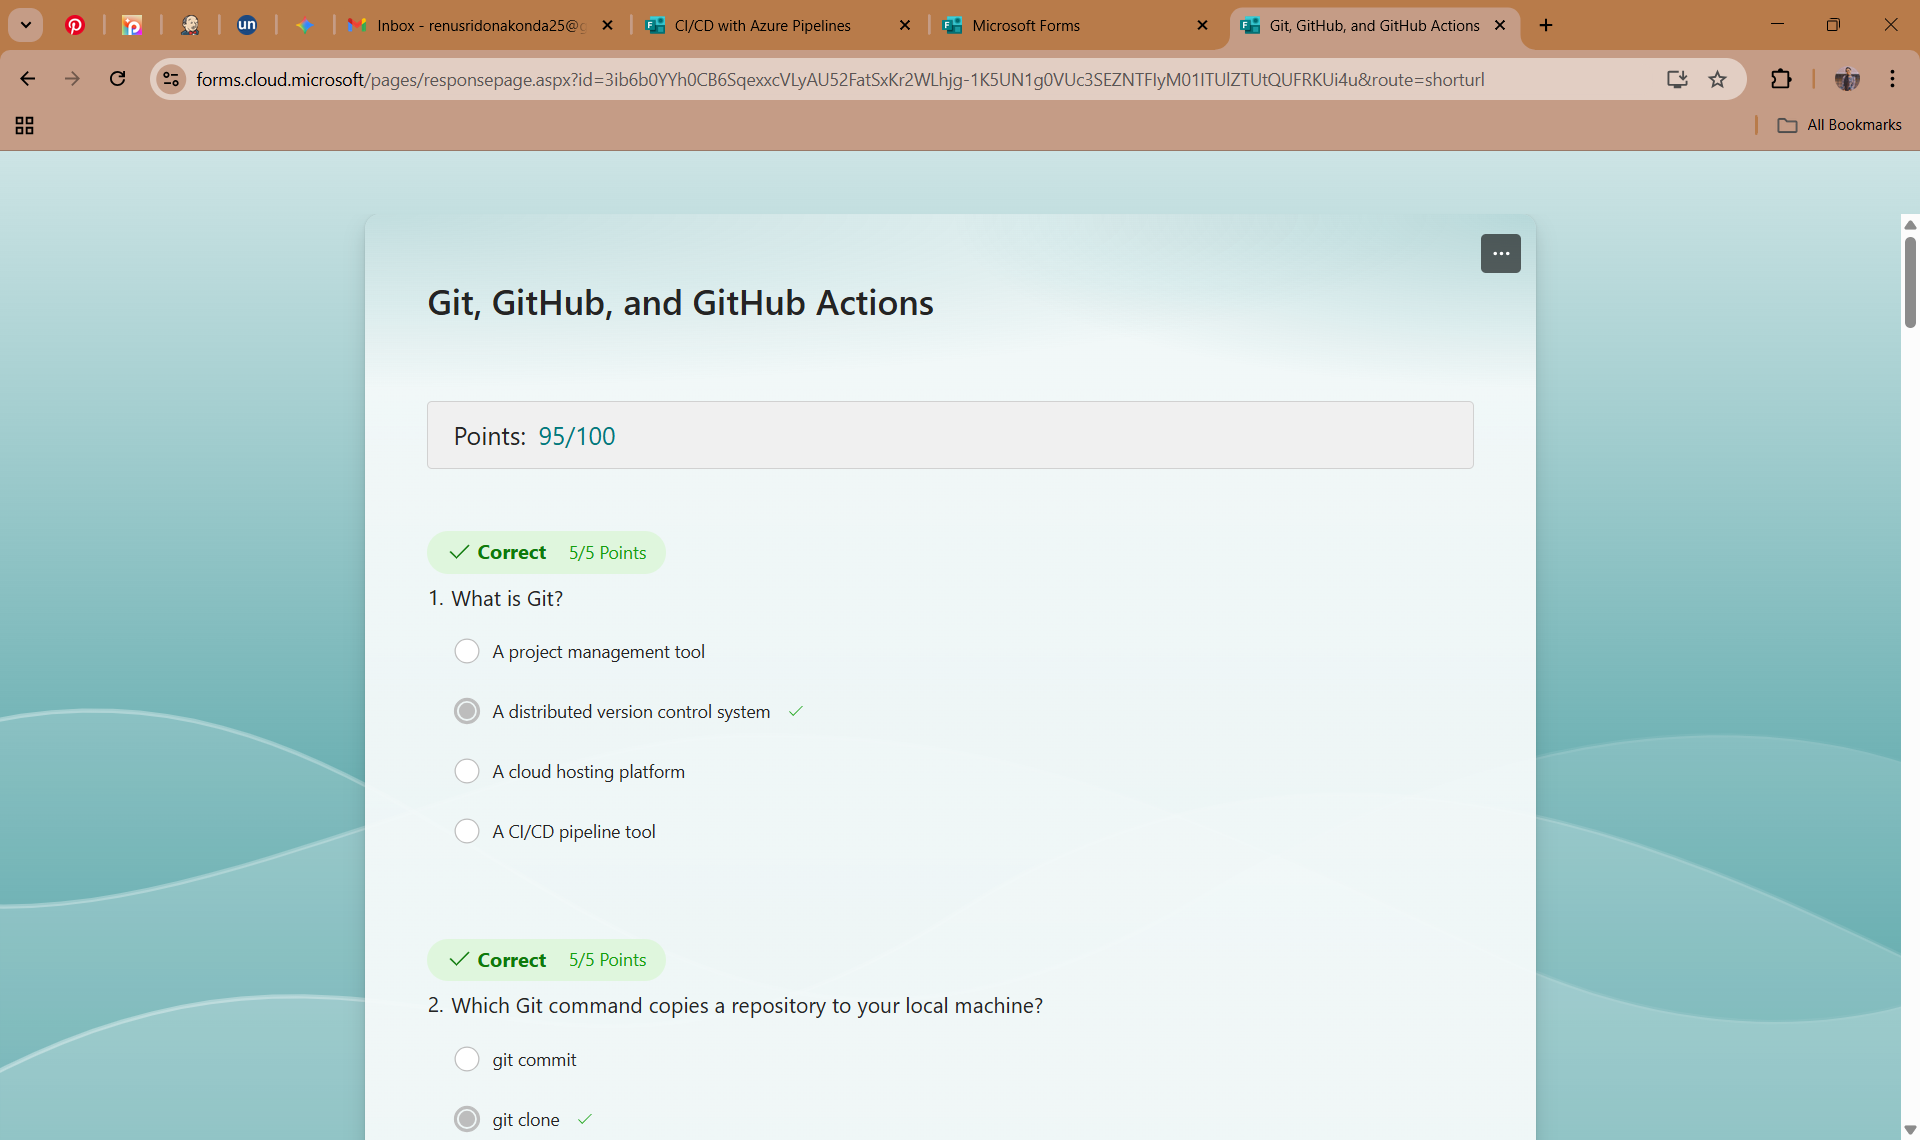 Inbox - renusridonakonda25@g
CI/CD with Azure Pipelines
Microsoft Forms
Git, GitHub, and GitHub Actions
un
forms.cloud.microsoft/pages/responsepage.aspx?id=3ib6b0YYh0CB6SqexxcVLyAU52FatSxKr2WLhjg-1K5UN1g0VUc3SEZNTFIyM01ITUlZTUtQUFRKUi4u&route=shorturl
All Bookmarks
Git, GitHub, and GitHub Actions
Points: 95/100
Correct 5/5 Points
1. What is Git?
A project management tool
A distributed version control system
A cloud hosting platform
A CI/CD pipeline tool
Correct 5/5 Points
2. Which Git command copies a repository to your local machine?
git commit
git clone